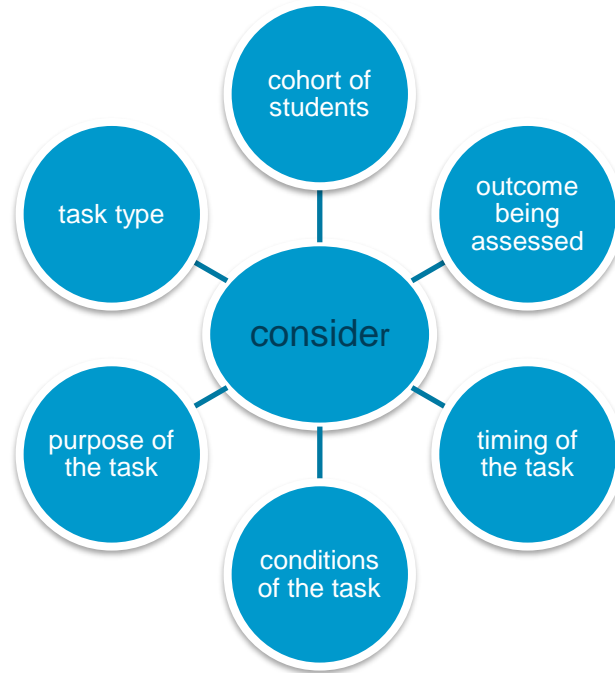 cohort of
students
outcome
being
assessed
timing of
the task
conditions
of the task
purpose of
the task
task type
consider